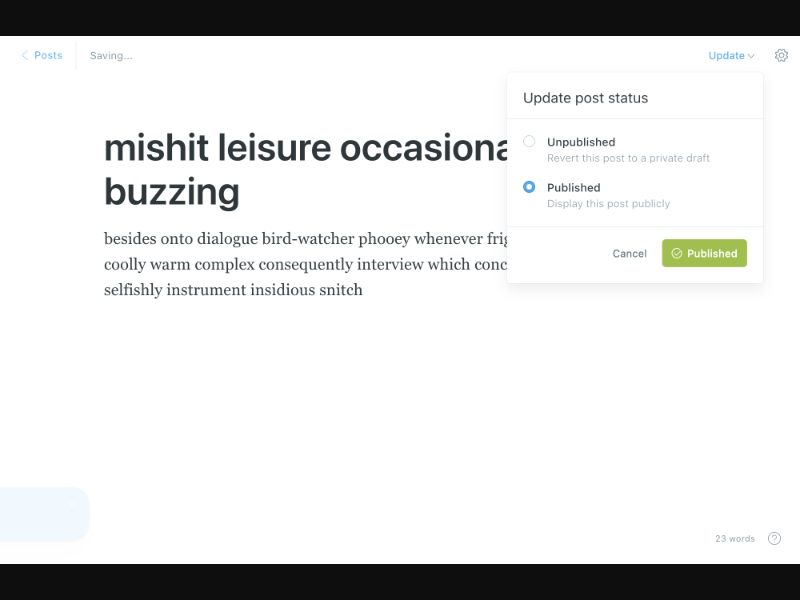 Posts
Saving...
Update
Update post status
Unpublished
Revert this post to a private draft
Published
Display this post publicly
Cancel
Published
mishit leisure occasiona
buzzing
besides onto dialogue bird-watcher phooey whenever
coolly warm complex consequently interview which
selfishly instrument insidious snitch
23 words
?